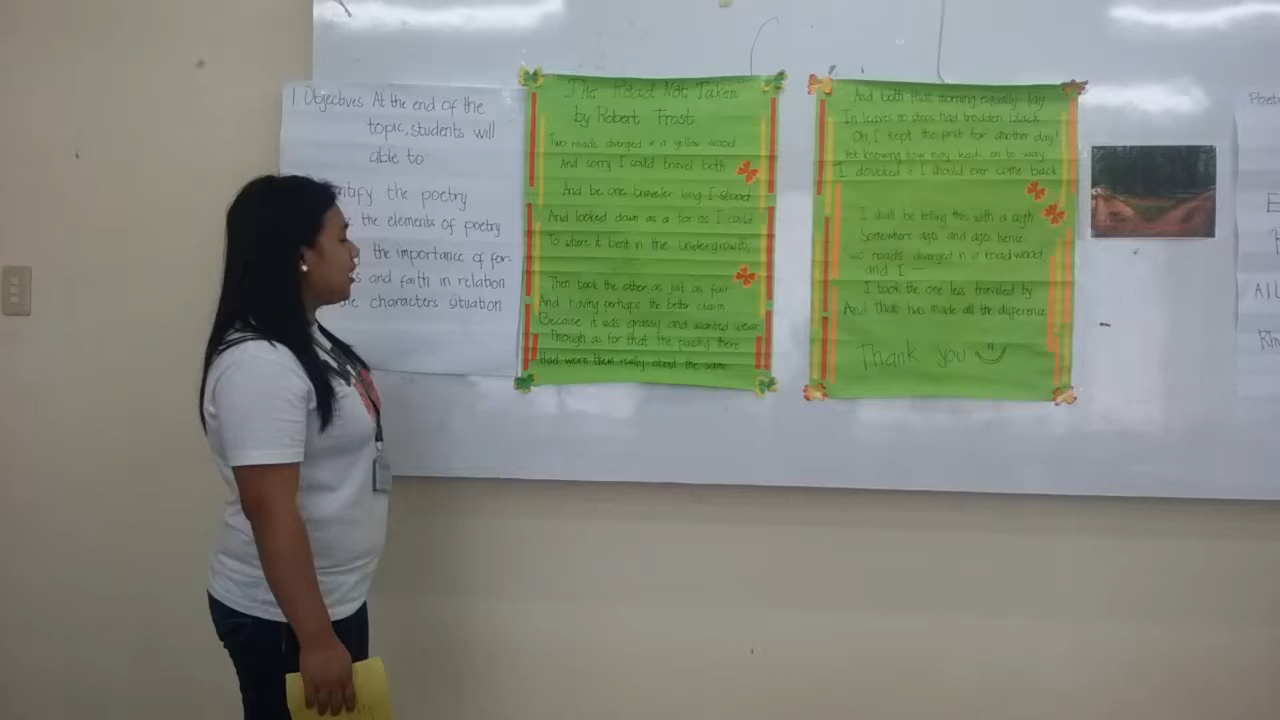 I Objectives At the end of the
topic, students will
able to
ntify the poetry
the elements of poetry
the importance of for-
s and faith in relation
characters situation
The Road Not Taken
by Robert Frost
Two roads diverged in a yellow wood
And sorry I could travel both
And be one traveler long I stood
And looked down as a far as I could
To where it bent in the undergrowth;
Then took the other as just as fair
And having perhaps the better claim
Because it was grassy and wanted wear
Though as for that the passing there
Had worn them really about the same
And both that morning equally lay
In leaves no steps had trodden black
Oh, I kept the first for another day!
Yet knowing how way leads on to way
I doubted if I should ever come back
I shall be telling this with a sigh
Somewhere ages and ages hence
two roads diverged in a wood
and I —
I took the one less traveled by
And that has made all the difference
Thank you
Poet
All
Rh